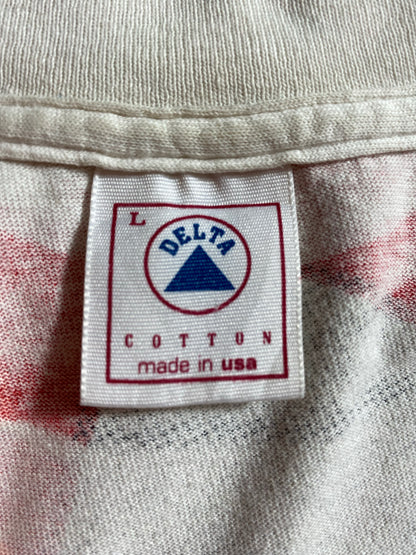 L
DELTA
COTTON
made in usa